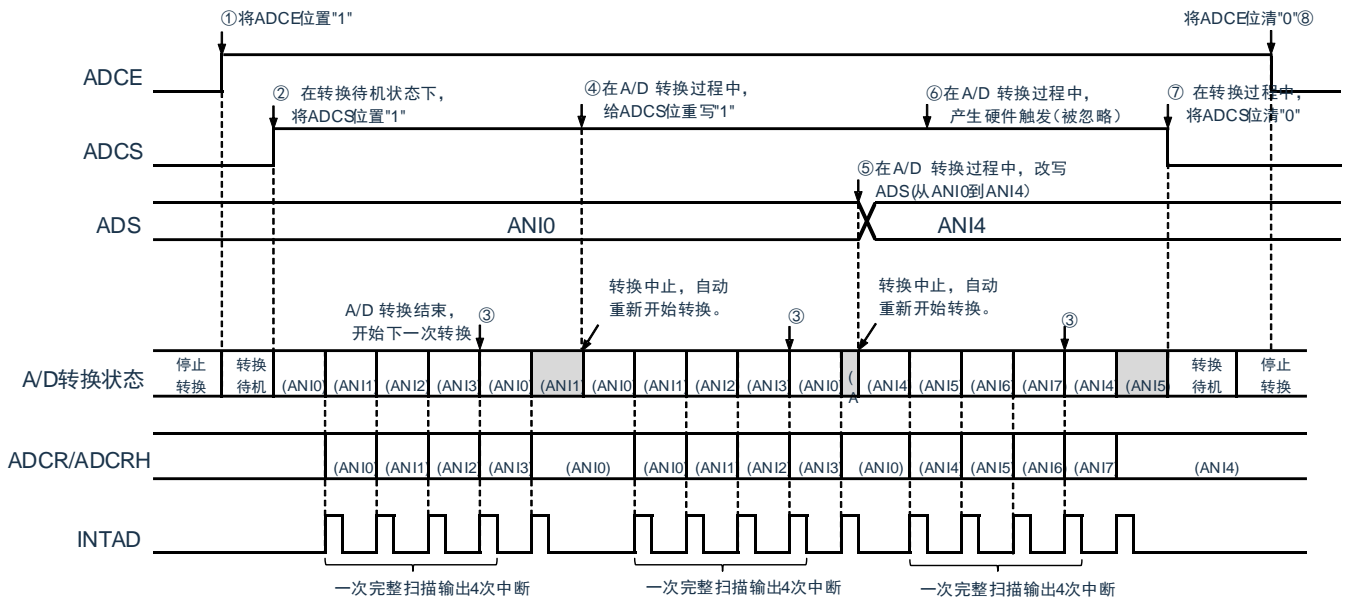 ①将ADCE位置"1"
将ADCE位清"0"⑧
ADCE
② 在转换待机状态下，
将ADCS位置"1"
④在A/D 转换过程中，
给ADCS位重写"1"
⑥在A/D 转换过程中，
产生硬件触发(被忽略)
⑦ 在转换过程中，
将ADCS位清"0"
ADCS
⑤在A/D 转换过程中，改写
ADS(从ANI0到ANI4)
ADS
ANI0
ANI4
A/D 转换结束，
开始下一次转换
③
转换中止，自动
重新开始转换。
③
转换中止，自动
重新开始转换。
③
A/D转换状态
停止
转换
转换
待机
(ANI0)
(ANI1)
(ANI2)
(ANI3)
(ANI0)
(ANI1)
(ANI0)
(ANI1)
(ANI2)
(ANI3)
(ANI0)
(A
(ANI4)
(ANI5)
(ANI6)
(ANI7)
(ANI4)
(ANI5)
转换
待机
停止
转换
ADCR/ADCRH
(ANI0)
(ANI1)
(ANI2)
(ANI3)
(ANI0)
(ANI0)
(ANI1)
(ANI2)
(ANI3)
(ANI0)
(ANI4)
(ANI5)
(ANI6)
(ANI7)
(ANI4)
INTAD
一次完整扫描输出4次中断
一次完整扫描输出4次中断
一次完整扫描输出4次中断